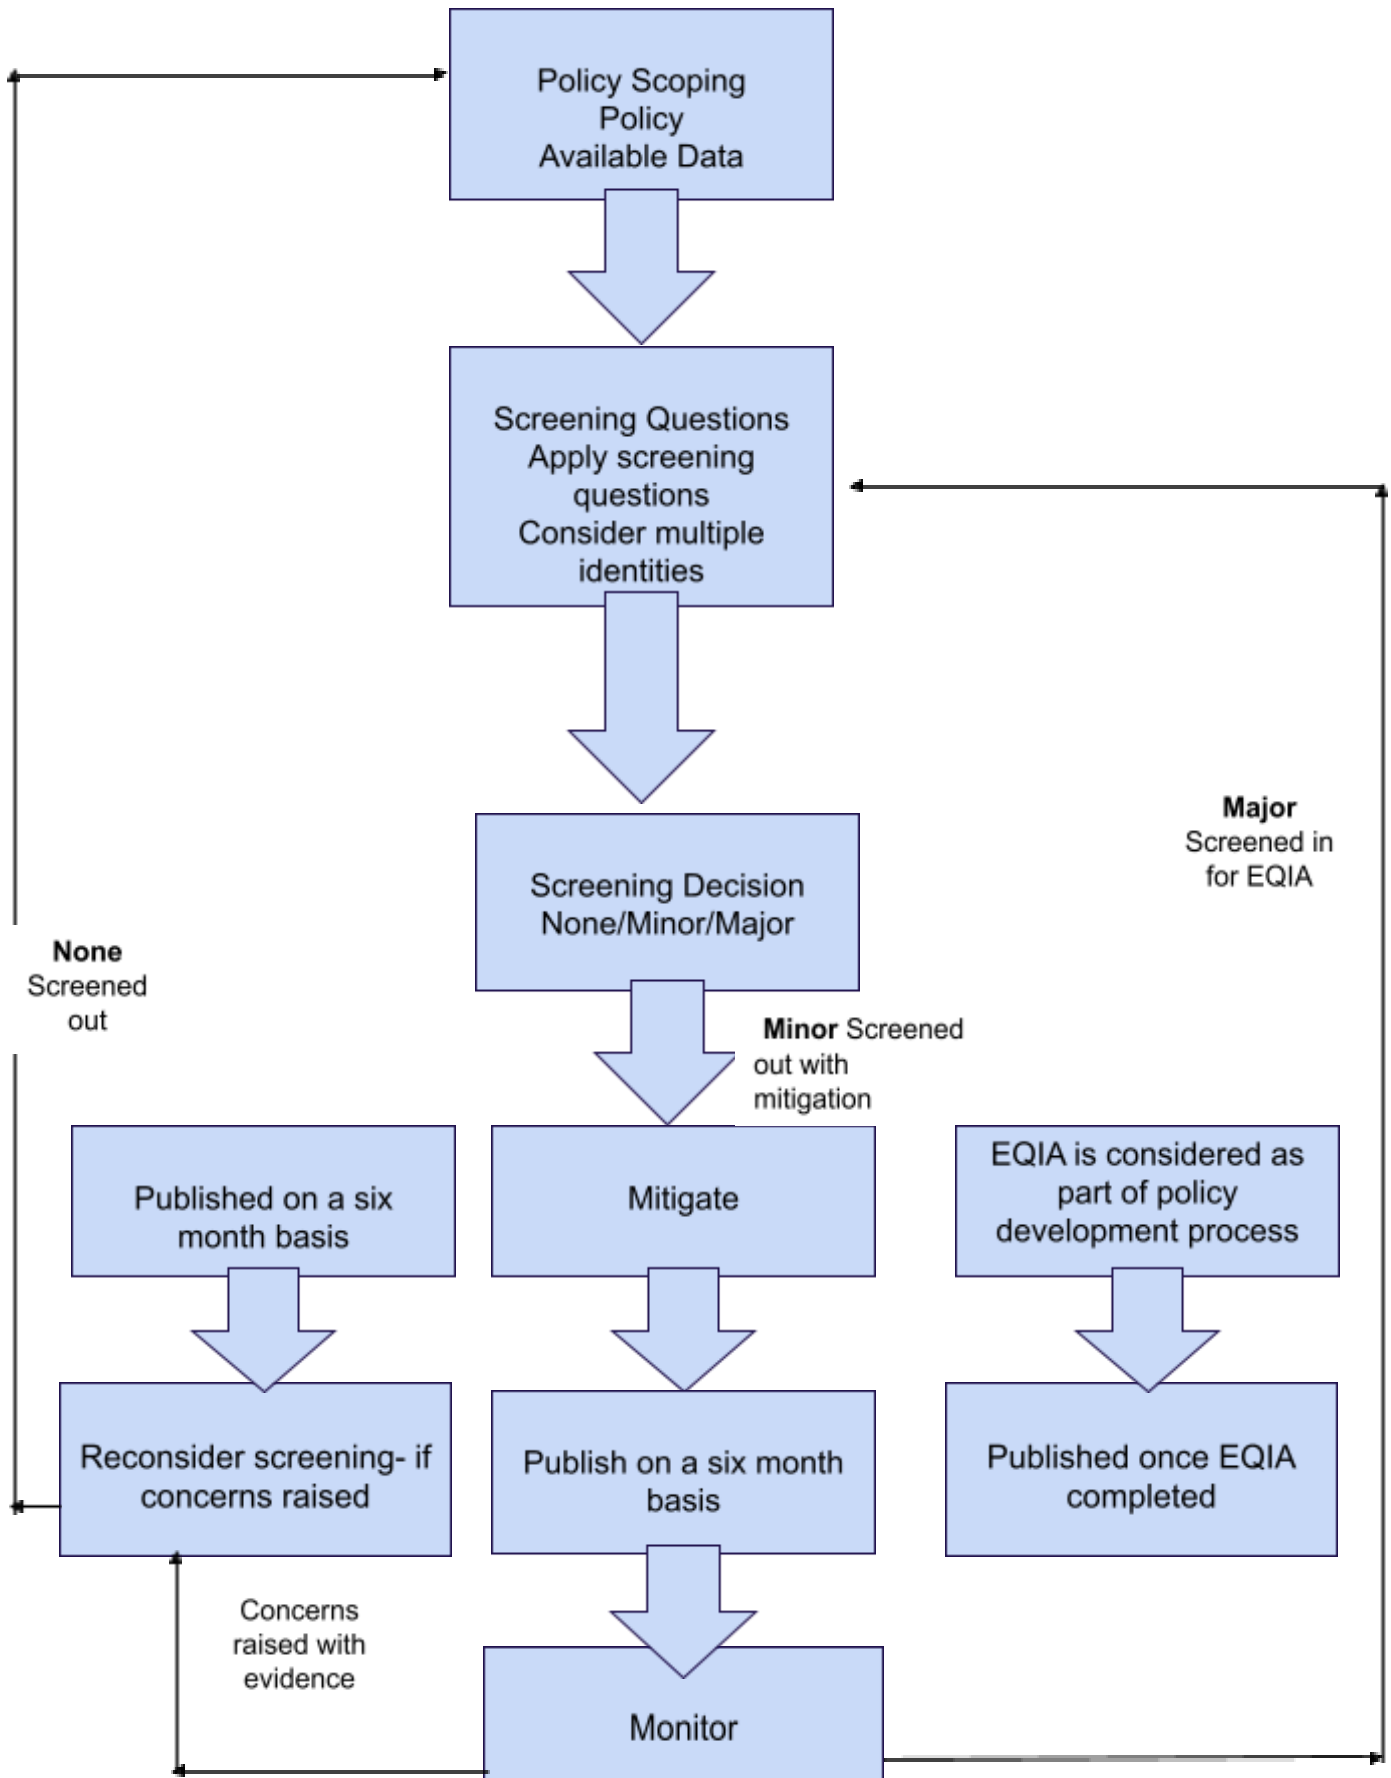 Policy Scoping
Policy
Available Data
Screening Questions
Apply screening
questions
Consider multiple
identities
Screening Decision
None/Minor/Major
Major
Screened in
for EQIA
None
Screened
out
Minor Screened
out with
mitigation
Published on a six
month basis
Mitigate
EQIA is considered as
part of policy
development process
Reconsider screening- if
concerns raised
Publish on a six month
basis
Published once EQIA
completed
Concerns
raised with
evidence
Monitor